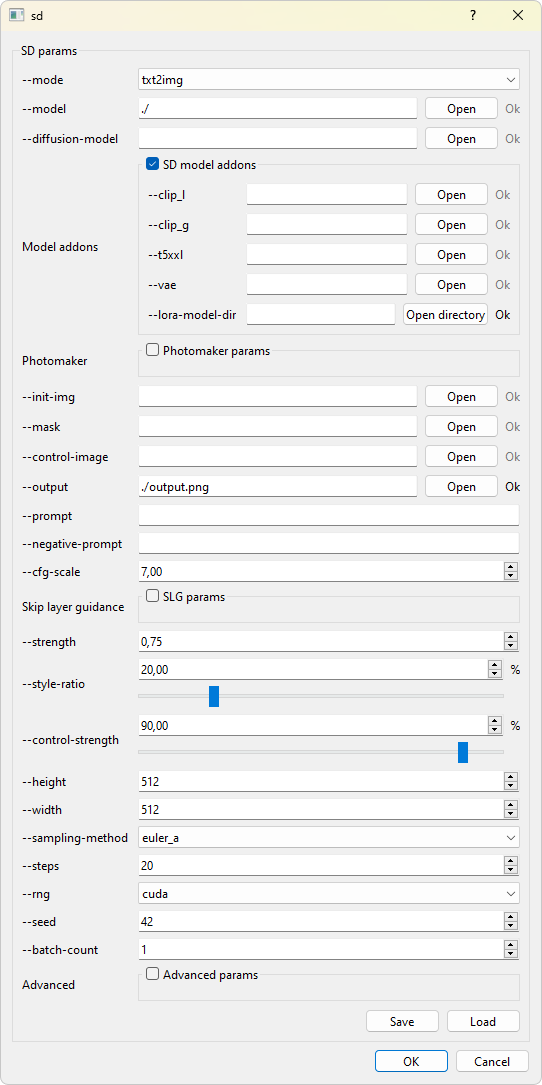 sd ?
SD params
--mode txt2img
--model ./ Open Ok
--diffusion-model Open Ok
SD model addons
--clip_l Open Ok
--clip_g Open Ok
Model addons
--t5xxl Open Ok
--vae Open Ok
--lora-model-dir Open directory Ok
Photomaker params
Photomaker
--init-img Open Ok
--mask Open Ok
--control-image Open Ok
--output ./output.png Open Ok
--prompt
--negative-prompt
--cfg-scale 7,00
SLG params
Skip layer guidance
--strength 0,75
20,00 %
--style-ratio
90,00 %
--control-strength
--height 512
--width 512
--sampling-method euler_a
--steps 20
--rng cuda
--seed 42
--batch-count 1
Advanced params
Advanced
Save Load
OK Cancel